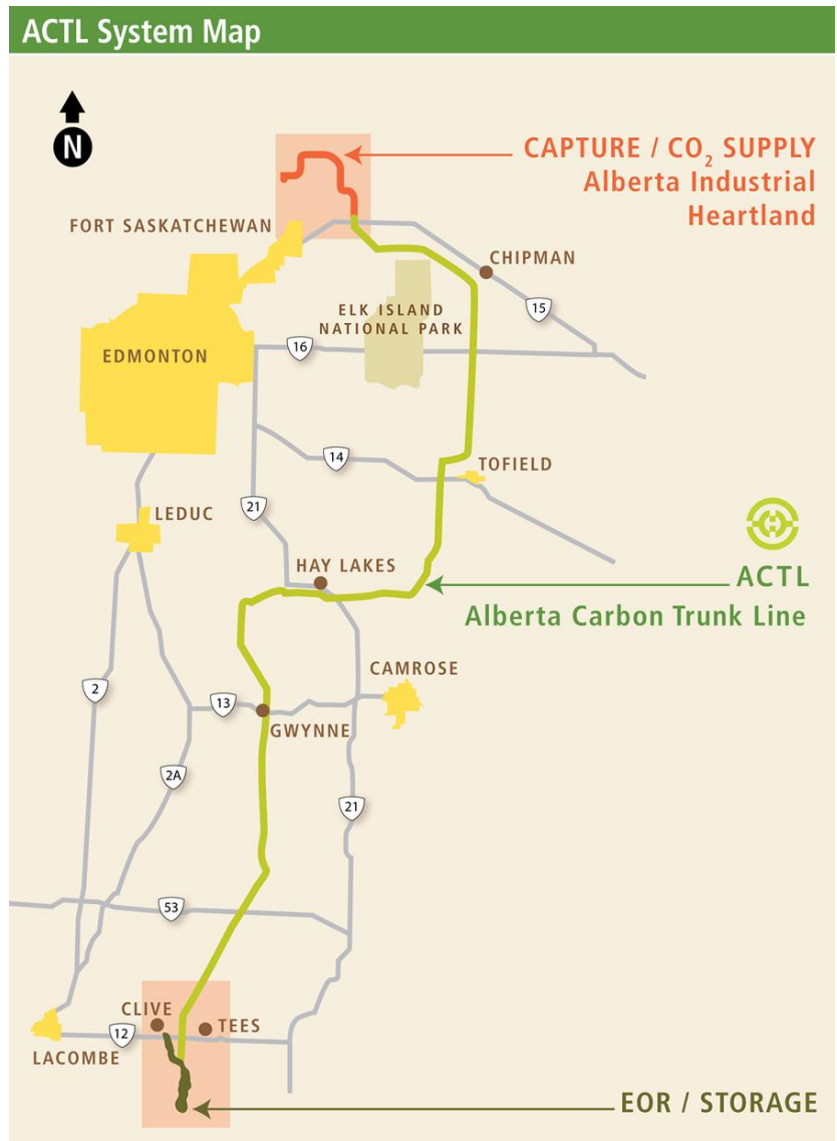 ACTL System Map
N
CAPTURE / CO₂ SUPPLY
Alberta Industrial
Heartland
FORT SASKATCHEWAN
CHIPMAN
15
ELK ISLAND
NATIONAL PARK
16
EDMONTON
14
TOFIELD
21
LEDUC
HAY LAKES
ACTL
Alberta Carbon Trunk Line
CAMROSE
2
13
GWYNNE
2A
21
53
CLIVE
TEES
12
LACOMBE
EOR / STORAGE